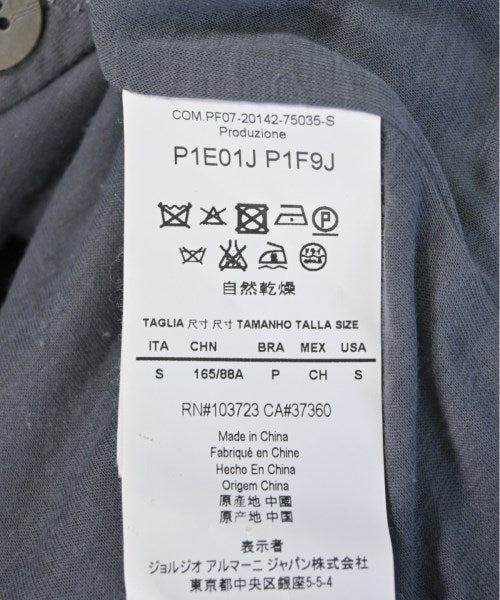 COM.PF07-20142-75035-S
Produzione
P1E01J P1F9J
P
自然乾燥
TAGLIA 尺寸 尺寸 TAMANHO TALLA SIZE
ITA CHN BRA MEX USA
S 165/88A P CH S
RN#103723 CA#37360
Made in China
Fabriqué en Chine
Hecho En China
Origem China
原産地 中國
原产地 中国
表示者
ジョルジオ アルマーニ ジャパン株式会社
東京都中央区銀座5-5-4